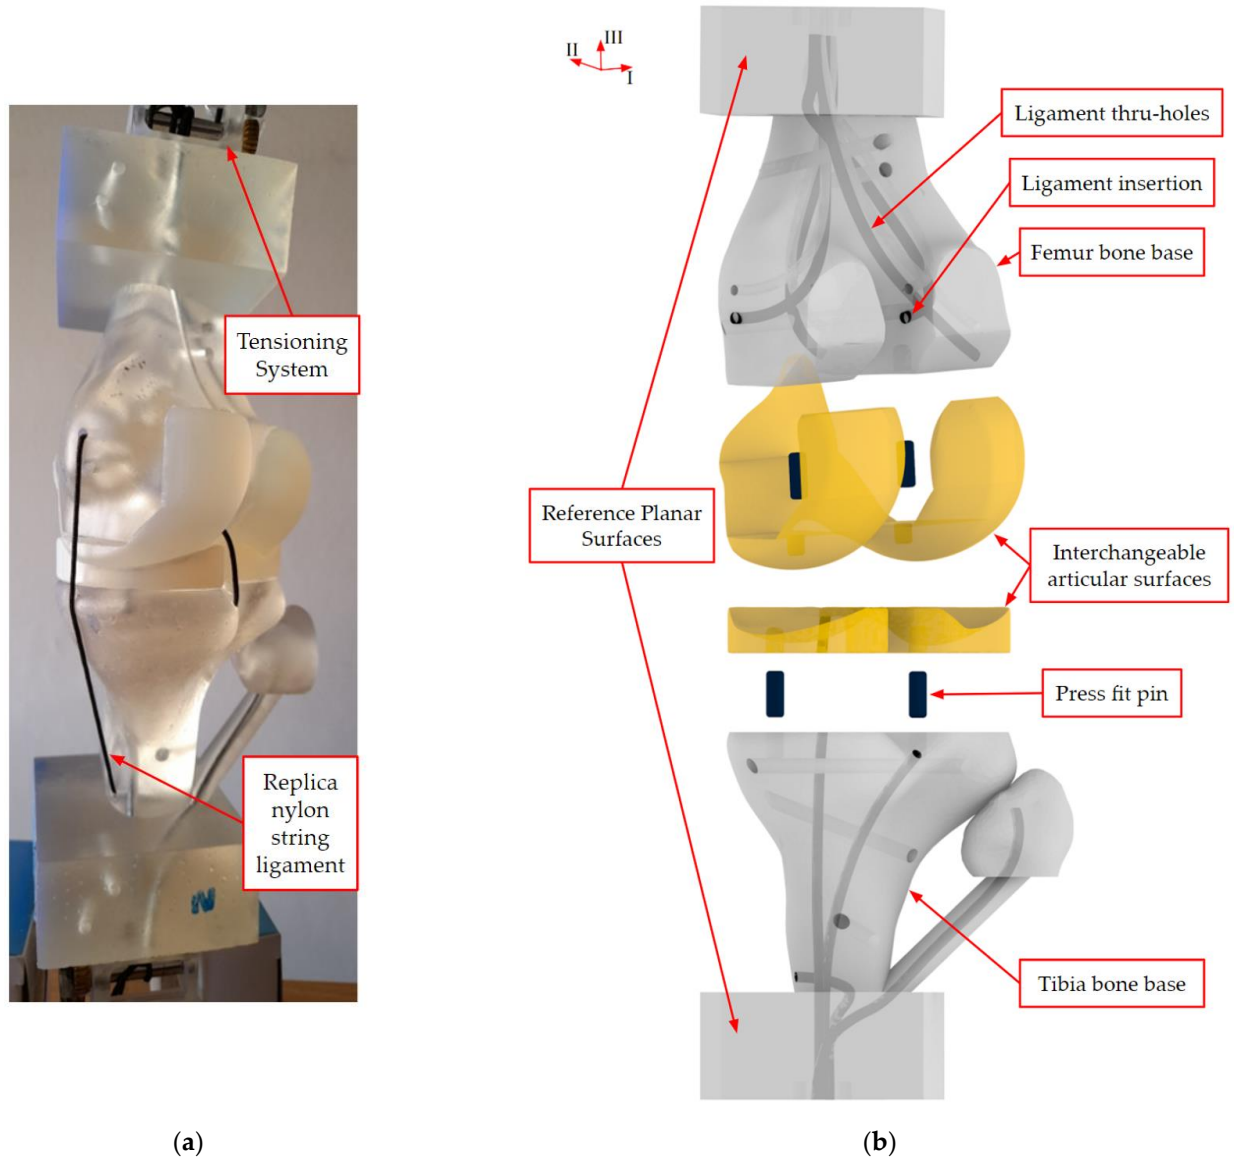 III
II
I
Ligament thru-holes
Ligament insertion
Femur bone base
Tensioning
System
Reference Planar
Surfaces
Interchangeable
articular surfaces
Press fit pin
Replica
nylon
string
ligament
N
Tibia bone base
(a)
(b)